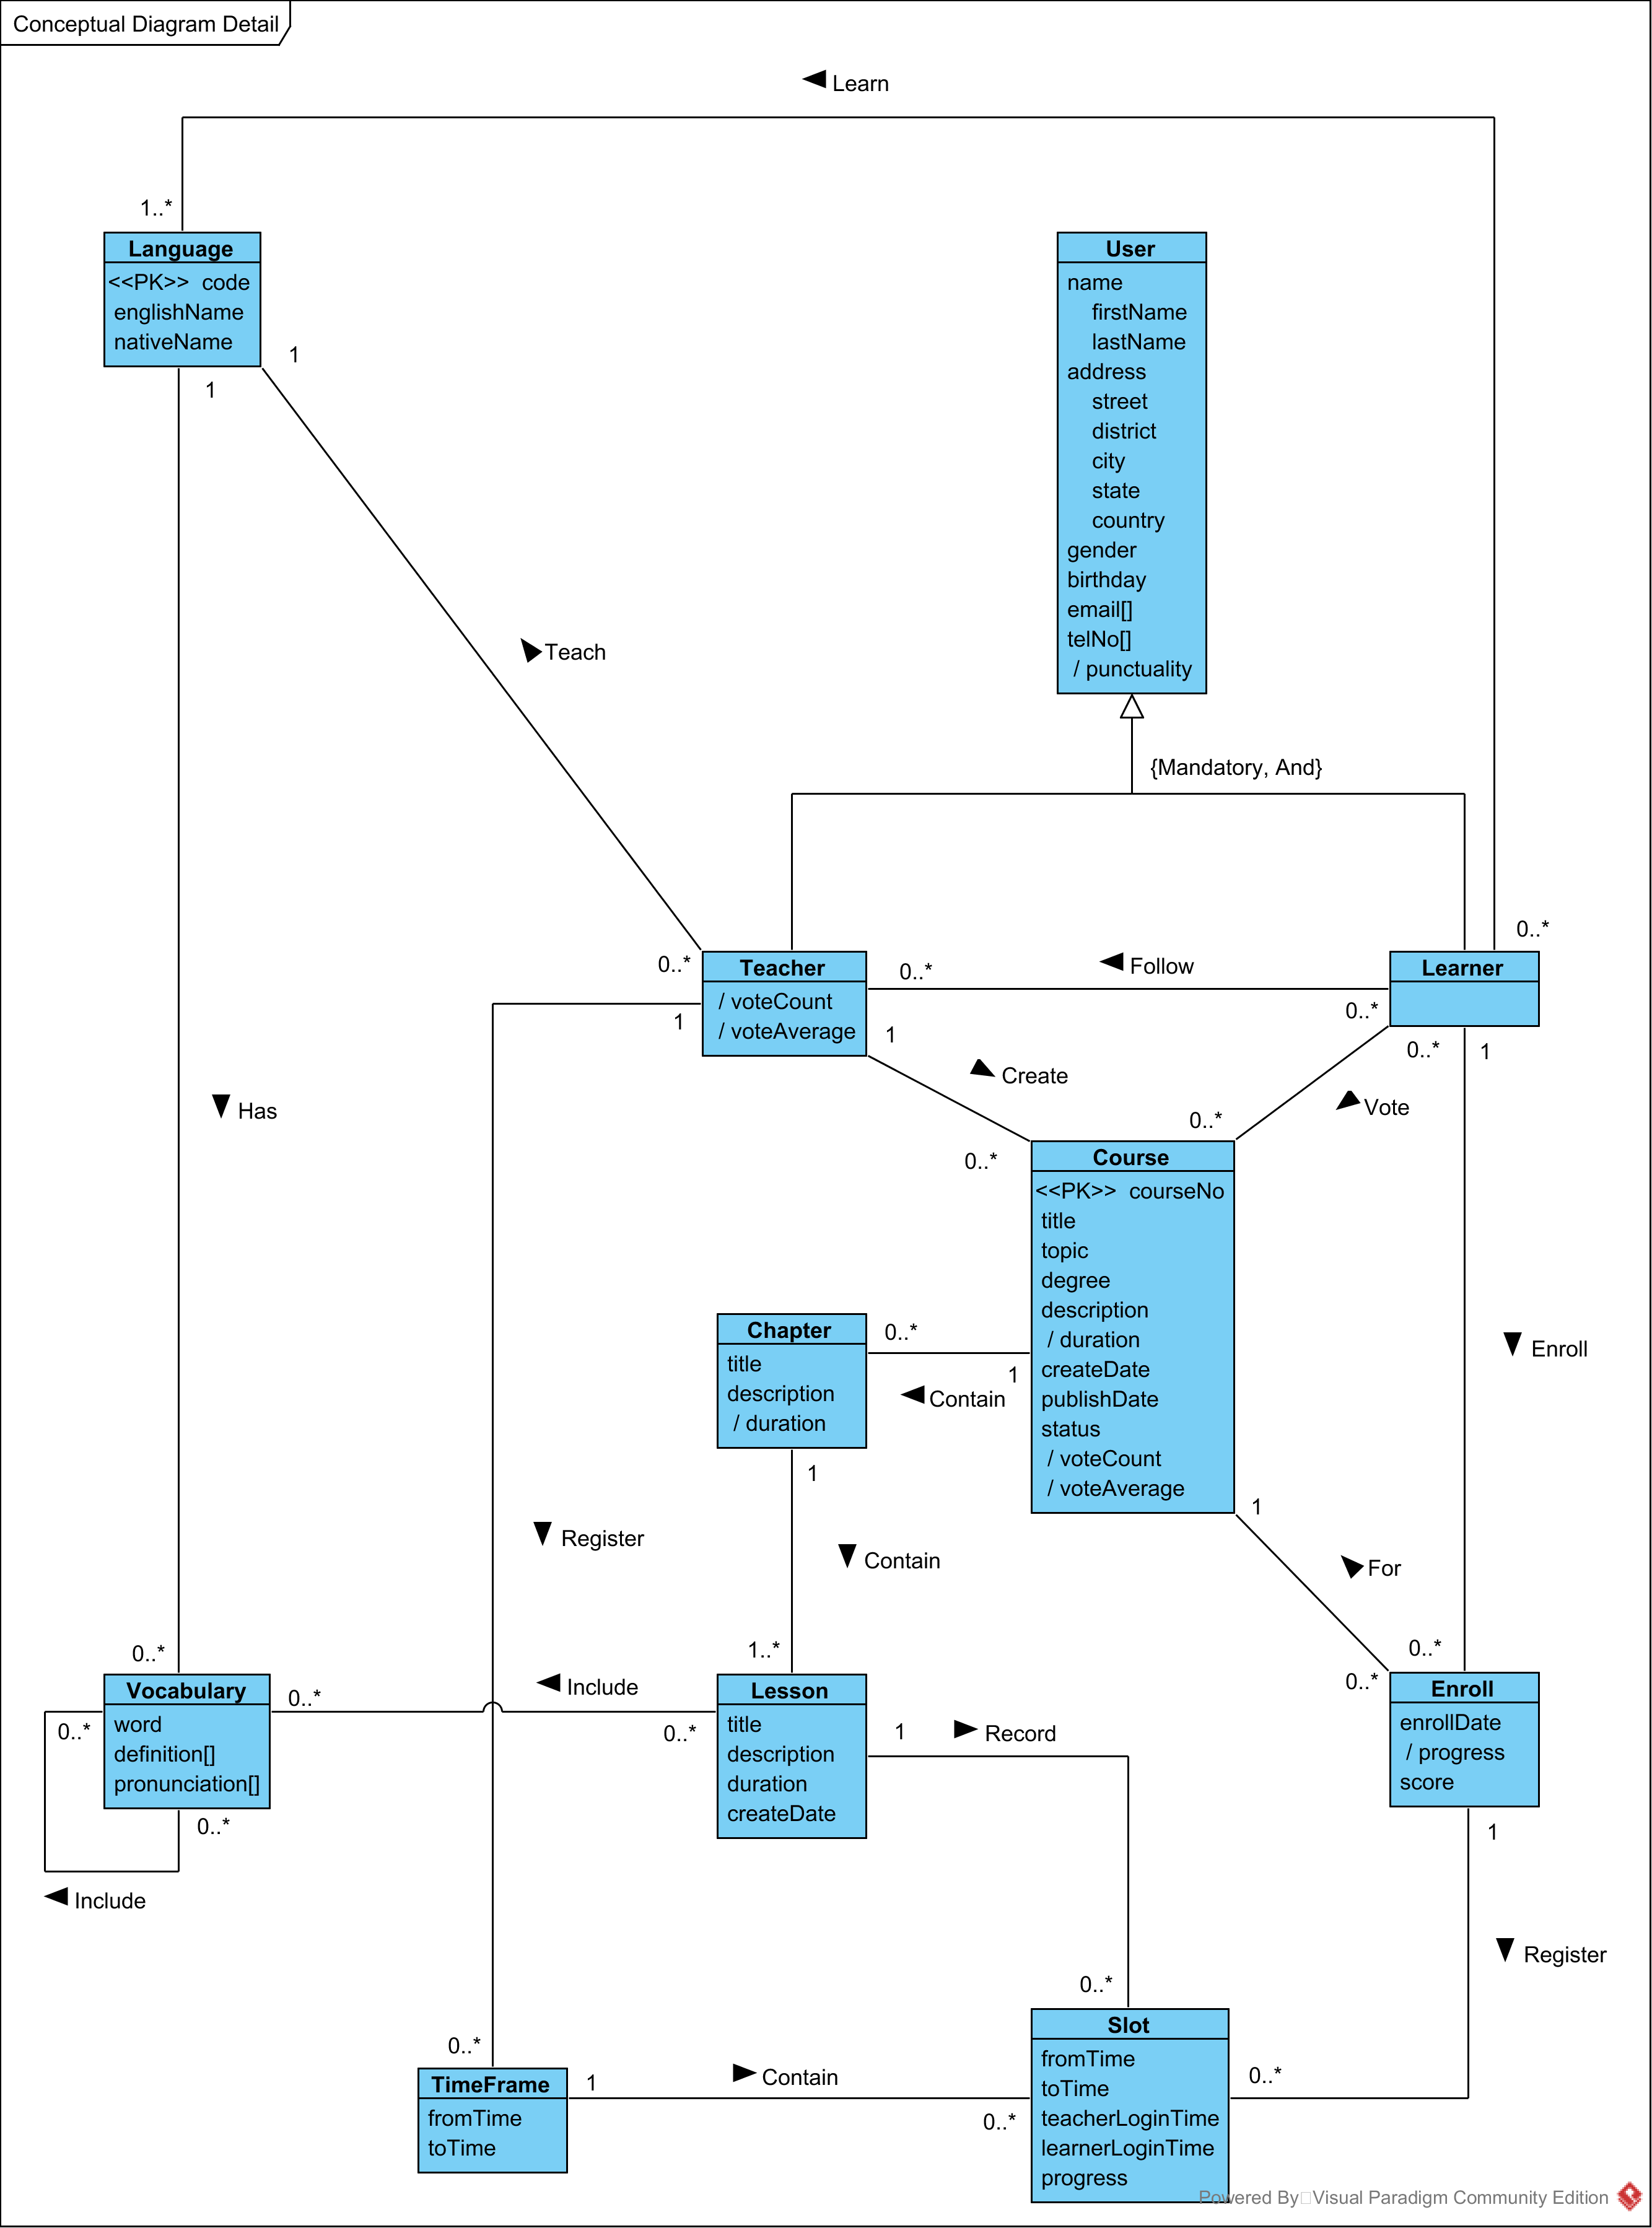 Conceptual Diagram Detail
Learn
1..*
Language
<<PK>> code
englishName
nativeName
1
1
User
name
firstName
lastName
address
street
district
city
state
country
gender
birthday
email[]
telNo[]
/ punctuality
Teach
{Mandatory, And}
0..*
0..*
Teacher
/ voteCount
/ voteAverage
1
0..*
Follow
0..*
Learner
1
Create
0..*
0..*
1
Vote
0..*
Has
Course
<<PK>> courseNo
title
topic
degree
description
/ duration
createDate
publishDate
status
/ voteCount
/ voteAverage
Chapter
title
description
/ duration
0..*
1
Contain
Enroll
1
1
Register
Contain
For
0..*
1..*
0..*
0..*
Vocabulary
word
definition[]
pronunciation[]
0..*
0..*
0..*
Include
Include
0..*
Lesson
title
description
duration
createDate
1
Record
Enroll
enrollDate
/ progress
score
1
Register
0..*
0..*
TimeFrame
fromTime
toTime
1
Contain
0..*
Slot
fromTime
toTime
teacherLoginTime
learnerLoginTime
progress
0..*
Powered By Visual Paradigm Community Edition